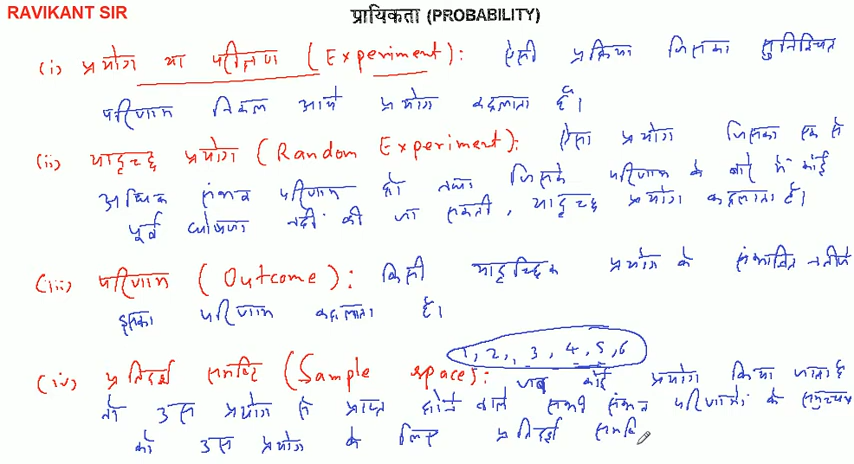 RAVIKANT SIR
प्रायिकता (PROBABILITY)
(i) प्रयोग या परीक्षण (Experiment): ऐसी प्रक्रिया जिसका सुनिश्चित
परिणाम निकल आये प्रयोग कहलाता है।
(ii) यादृच्छ प्रयोग (Random Experiment): ऐसा प्रयोग जिसका एक से
अधिक संभव परिणाम हो तथा जिसके परिणाम के बारे में कोई
पूर्व घोषणा नहीं की जा सकती, यादृच्छ प्रयोग कहलाता है।
(iii) परिणाम (Outcome): किसी यादृच्छिक प्रयोग के संभावित नतीजे
इसका परिणाम कहलाता है।
1, 2, 3, 4, 5, 6
(iv) प्रतिदर्श समष्टि (Sample space): जब कोई प्रयोग किया जाता है
तो उस प्रयोग से प्राप्त होने वाले सभी संभव परिणामों के समुच्चय
को उस प्रयोग के लिए प्रतिदर्श समष्टि